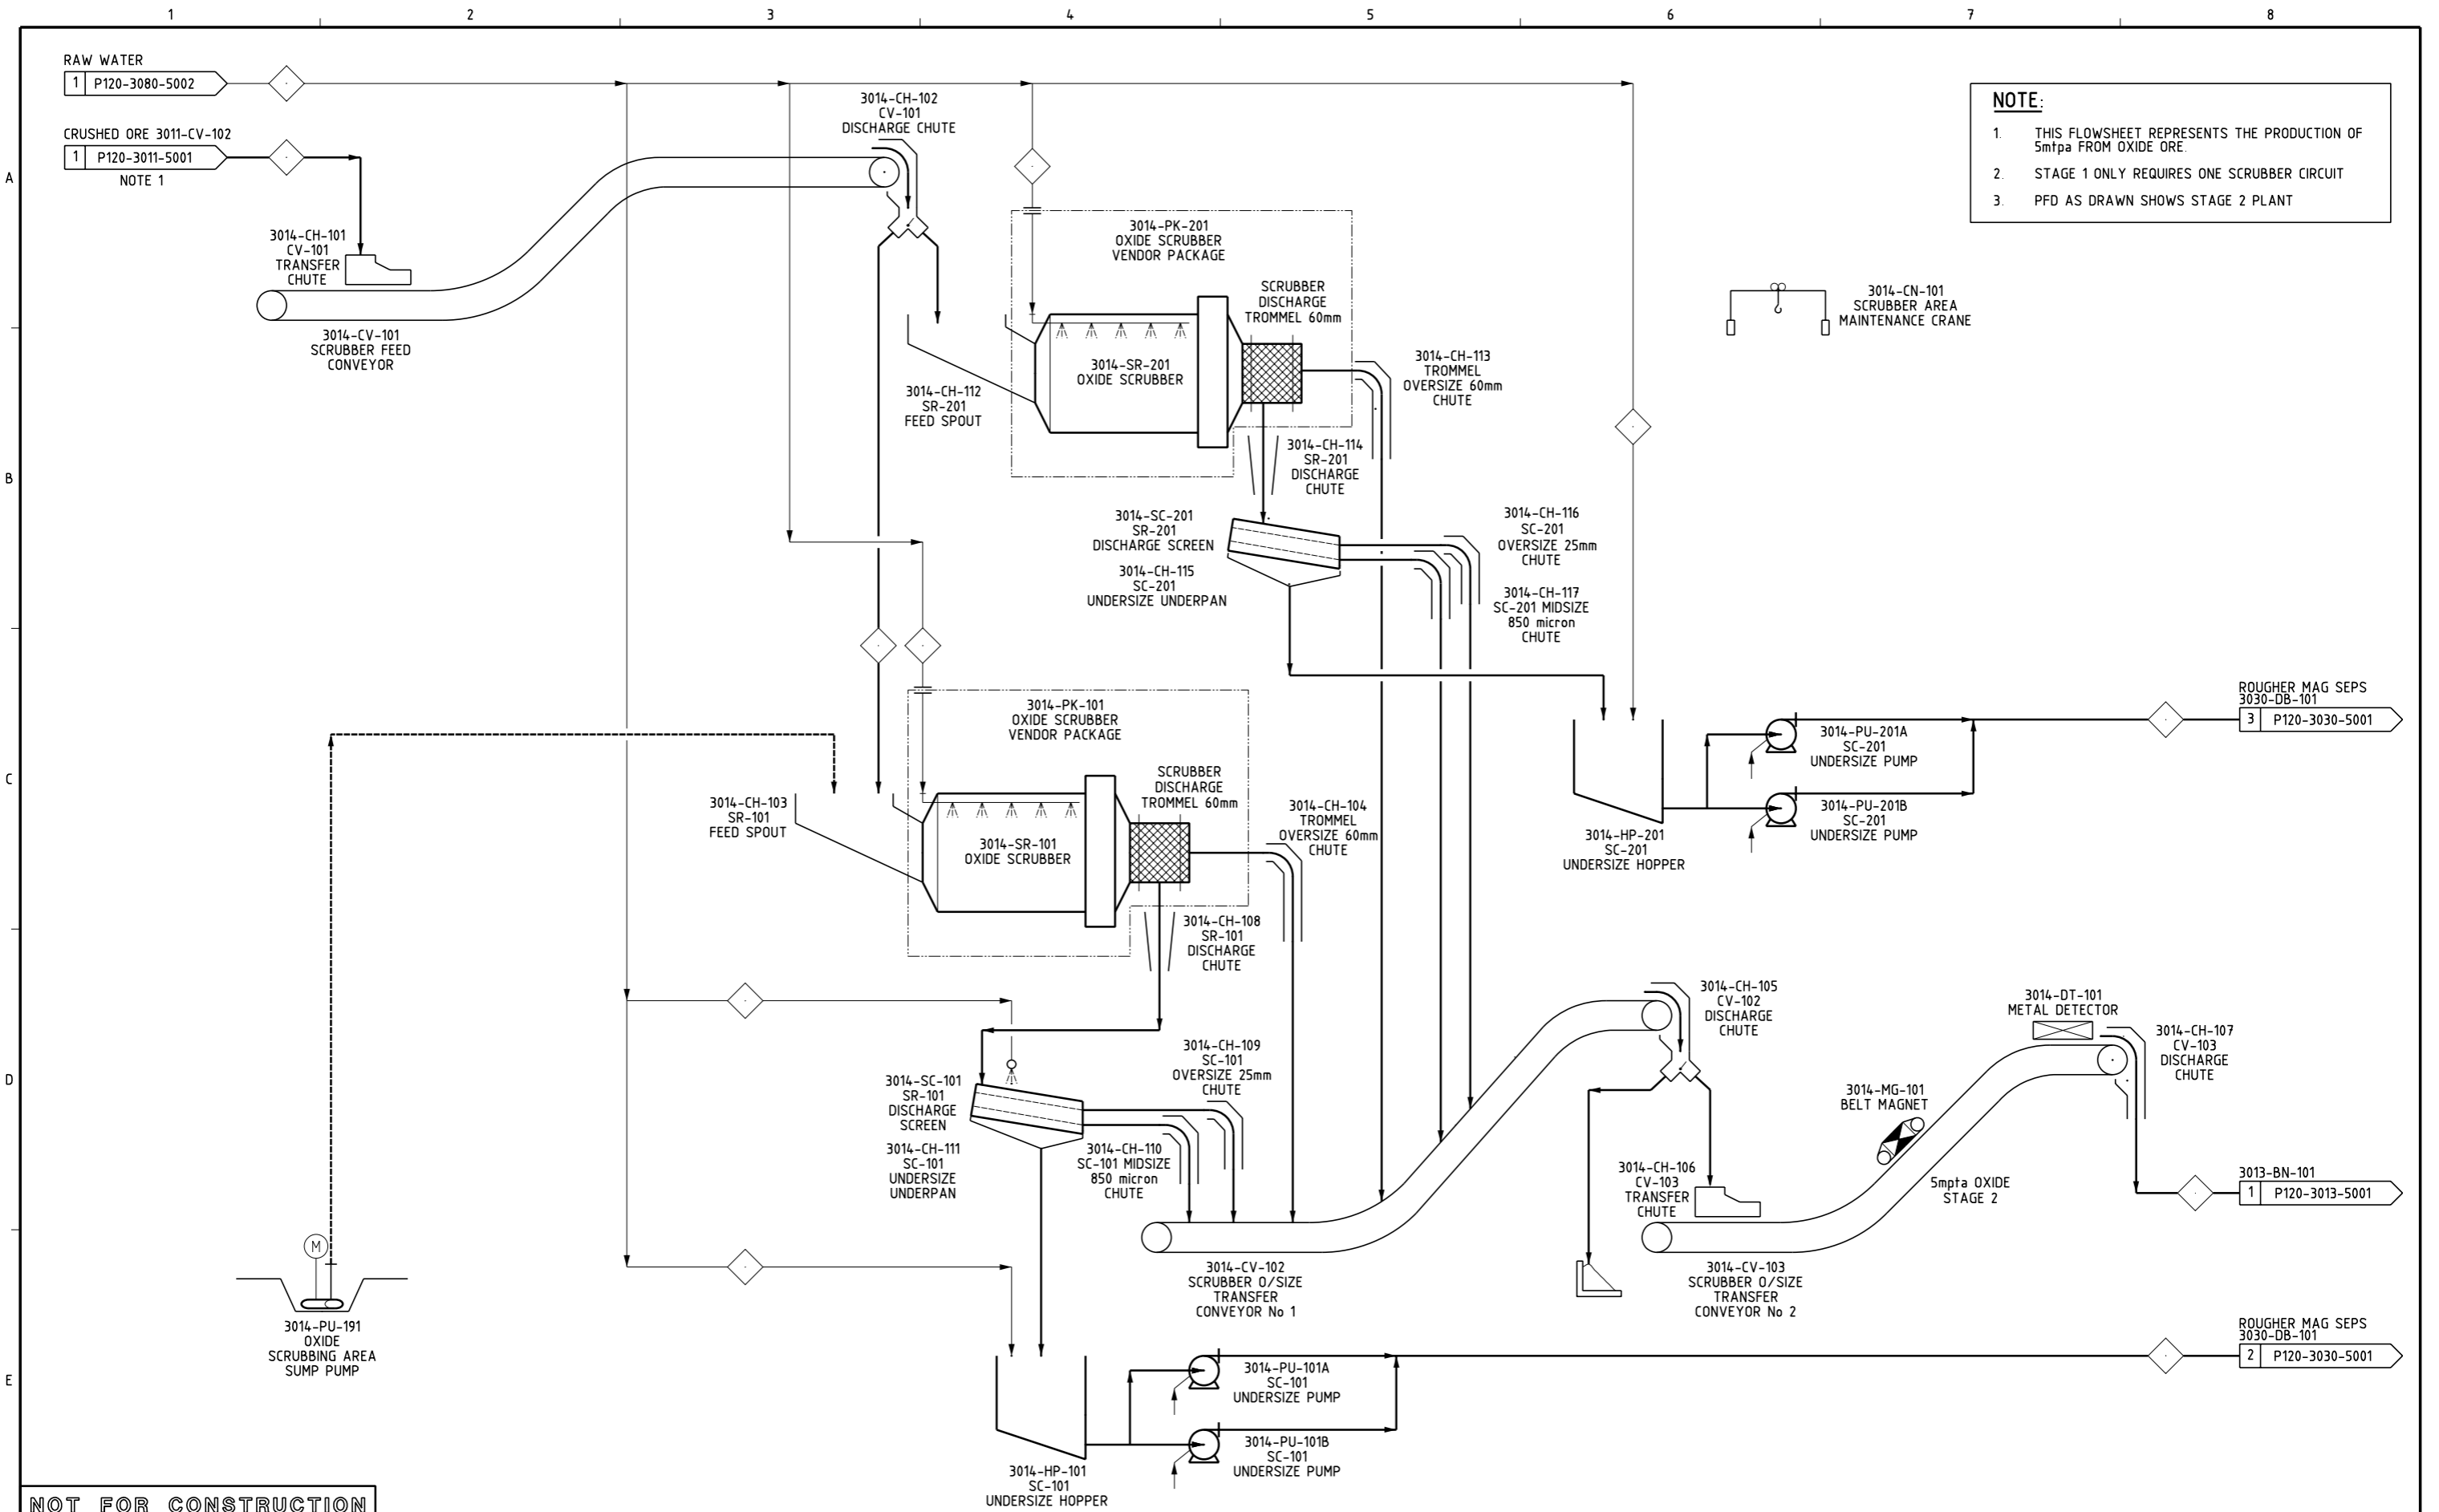 1 2 3 4 5 6 7 8
A
B
C
D
E
RAW WATER
1 P120-3080-5002
CRUSHED ORE 3011-CV-102
1 P120-3011-5001
NOTE 1
3014-CH-101
CV-101
TRANSFER
CHUTE
3014-CV-101
SCRUBBER FEED
CONVEYOR
3014-CH-102
CV-101
DISCHARGE CHUTE
3014-PK-201
OXIDE SCRUBBER
VENDOR PACKAGE
SCRUBBER
DISCHARGE
TROMMEL 60mm
3014-SR-201
OXIDE SCRUBBER
3014-CH-112
SR-201
FEED SPOUT
3014-CH-113
TROMMEL
OVERSIZE 60mm
CHUTE
3014-CH-114
SR-201
DISCHARGE
CHUTE
NOTE:
1. THIS FLOWSHEET REPRESENTS THE PRODUCTION OF
5mtpa FROM OXIDE ORE.
2. STAGE 1 ONLY REQUIRES ONE SCRUBBER CIRCUIT
3. PFD AS DRAWN SHOWS STAGE 2 PLANT
3014-CN-101
SCRUBBER AREA
MAINTENANCE CRANE
3014-SC-201
SR-201
DISCHARGE SCREEN
3014-CH-115
SC-201
UNDERSIZE UNDERPAN
3014-CH-116
SC-201
OVERSIZE 25mm
CHUTE
3014-CH-117
SC-201 MIDSIZE
850 micron
CHUTE
3014-PK-101
OXIDE SCRUBBER
VENDOR PACKAGE
SCRUBBER
DISCHARGE
TROMMEL 60mm
3014-CH-103
SR-101
FEED SPOUT
3014-SR-101
OXIDE SCRUBBER
3014-CH-104
TROMMEL
OVERSIZE 60mm
CHUTE
3014-CH-108
SR-101
DISCHARGE
CHUTE
3014-HP-201
SC-201
UNDERSIZE HOPPER
3014-PU-201A
SC-201
UNDERSIZE PUMP
3014-PU-201B
SC-201
UNDERSIZE PUMP
ROUGHER MAG SEPS
3030-DB-101
3 P120-3030-5001
3014-SC-101
SR-101
DISCHARGE
SCREEN
3014-CH-111
SC-101
UNDERSIZE
UNDERPAN
3014-CH-109
SC-101
OVERSIZE 25mm
CHUTE
3014-CH-110
SC-101 MIDSIZE
850 micron
CHUTE
3014-CH-105
CV-102
DISCHARGE
CHUTE
3014-DT-101
METAL DETECTOR
3014-CH-107
CV-103
DISCHARGE
CHUTE
3014-MG-101
BELT MAGNET
3014-CH-106
CV-103
TRANSFER
CHUTE
5mpta OXIDE
STAGE 2
3013-BN-101
1 P120-3013-5001
M
3014-PU-191
OXIDE
SCRUBBING AREA
SUMP PUMP
3014-CV-102
SCRUBBER O/SIZE
TRANSFER
CONVEYOR No 1
3014-CV-103
SCRUBBER O/SIZE
TRANSFER
CONVEYOR No 2
ROUGHER MAG SEPS
3030-DB-101
2 P120-3030-5001
3014-PU-101A
SC-101
UNDERSIZE PUMP
3014-PU-101B
SC-101
UNDERSIZE PUMP
3014-HP-101
SC-101
UNDERSIZE HOPPER
NOT FOR CONSTRUCTION